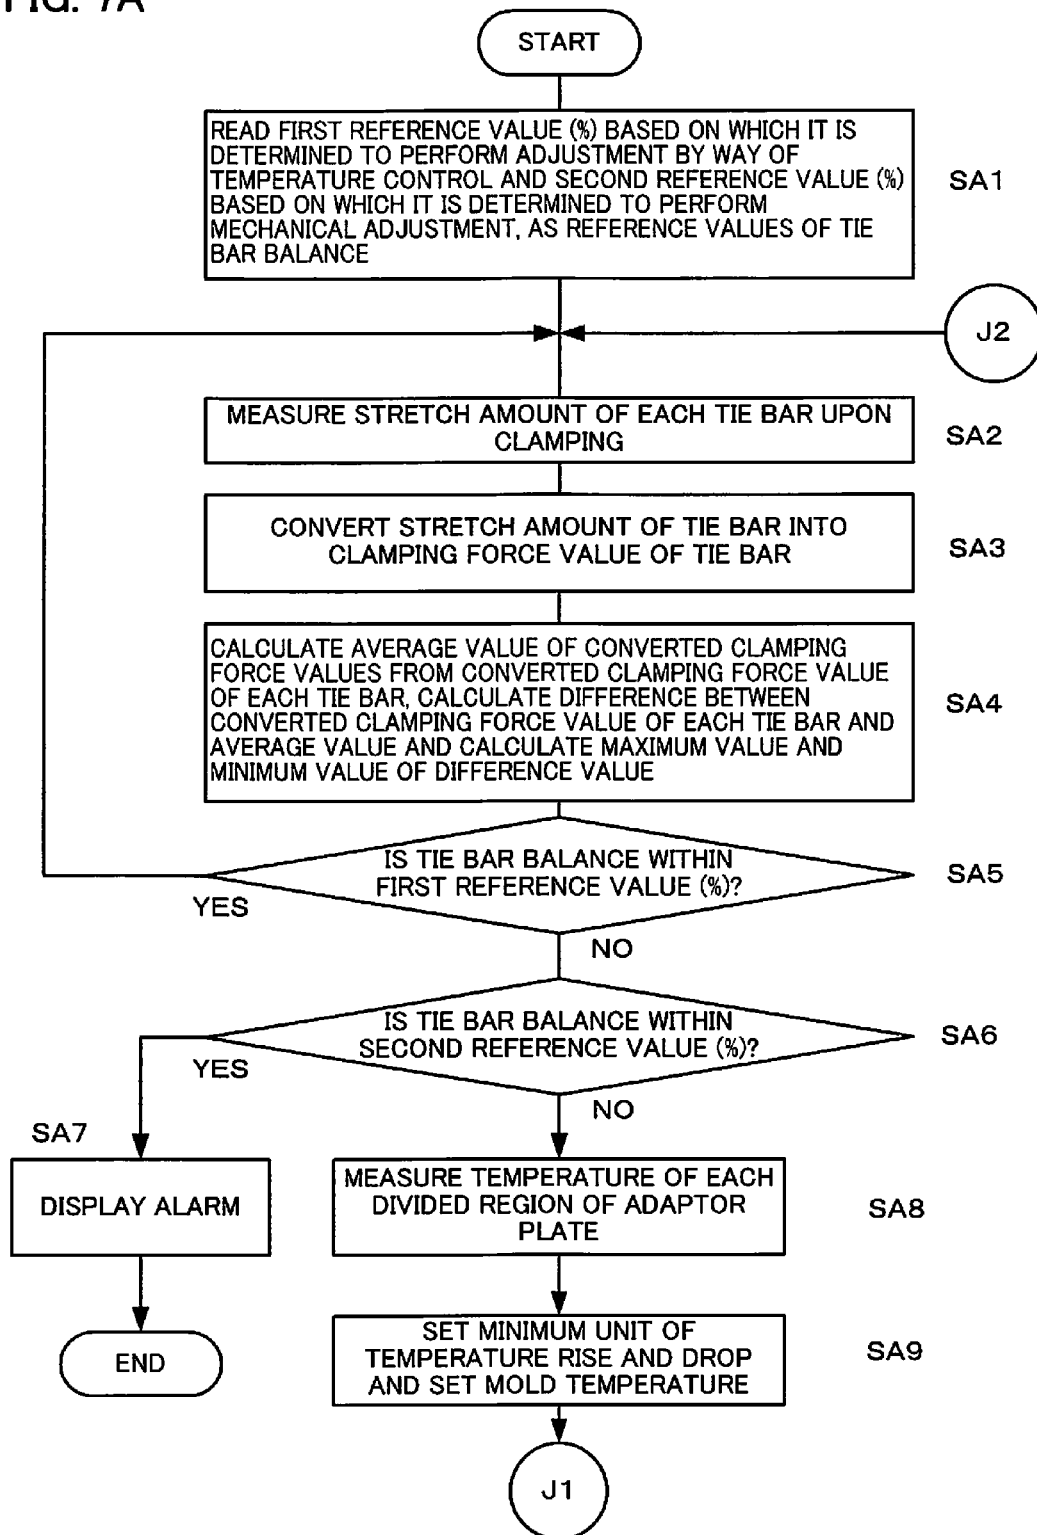 FIG. 7A
START
READ FIRST REFERENCE VALUE (%) BASED ON WHICH IT IS
DETERMINED TO PERFORM ADJUSTMENT BY WAY OF
TEMPERATURE CONTROL AND SECOND REFERENCE VALUE (%)
BASED ON WHICH IT IS DETERMINED TO PERFORM
MECHANICAL ADJUSTMENT, AS REFERENCE VALUES OF TIE
BAR BALANCE
SA1
J2
MEASURE STRETCH AMOUNT OF EACH TIE BAR UPON
CLAMPING
SA2
CONVERT STRETCH AMOUNT OF TIE BAR INTO
CLAMPING FORCE VALUE OF TIE BAR
SA3
CALCULATE AVERAGE VALUE OF CONVERTED CLAMPING
FORCE VALUES FROM CONVERTED CLAMPING FORCE VALUE
OF EACH TIE BAR, CALCULATE DIFFERENCE BETWEEN
CONVERTED CLAMPING FORCE VALUE OF EACH TIE BAR AND
AVERAGE VALUE AND CALCULATE MAXIMUM VALUE AND
MINIMUM VALUE OF DIFFERENCE VALUE
SA4
IS TIE BAR BALANCE WITHIN
FIRST REFERENCE VALUE (%)?
SA5
YES
NO
IS TIE BAR BALANCE WITHIN
SECOND REFERENCE VALUE (%)?
SA6
YES
NO
SA7
DISPLAY ALARM
MEASURE TEMPERATURE OF EACH
DIVIDED REGION OF ADAPTOR
PLATE
SA8
END
SET MINIMUM UNIT OF
TEMPERATURE RISE AND DROP
AND SET MOLD TEMPERATURE
SA9
J1